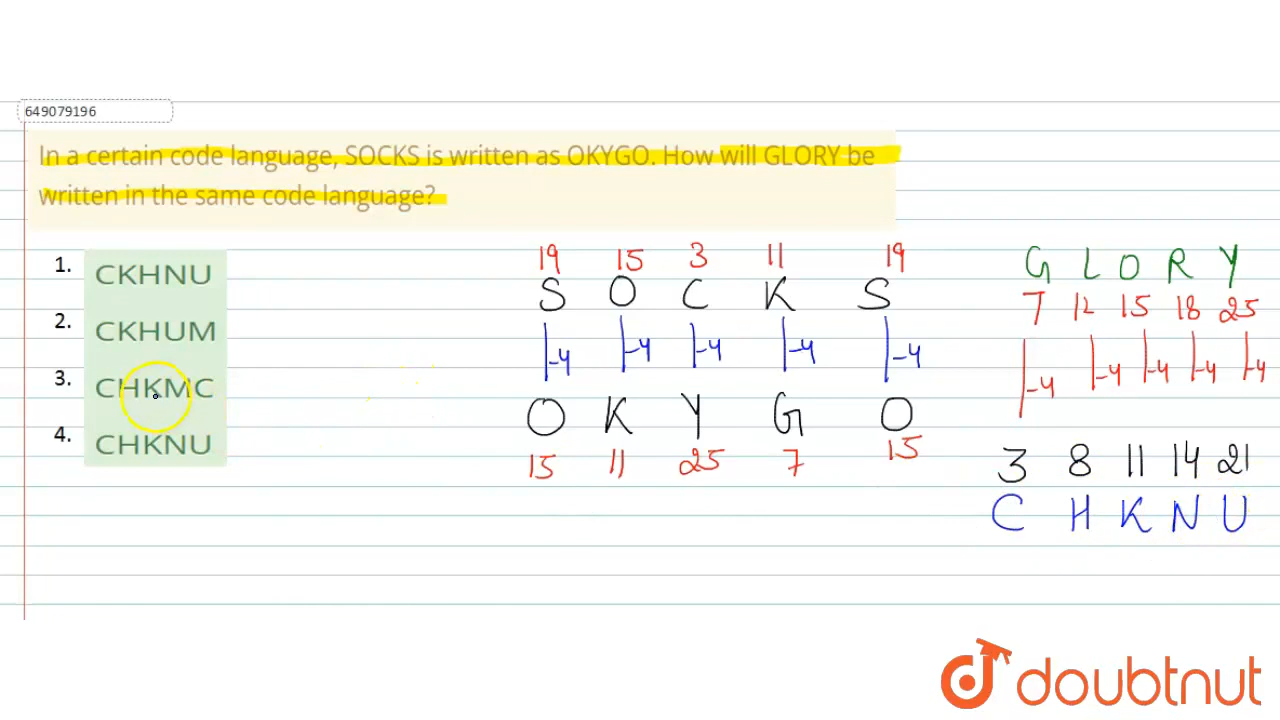 649079196
In a certain code language, SOCKS is written as OKYGO. How will GLORY be
written in the same code language?
1. CKHNU
2. CKHUM
3. CHKMC
4. CHKNU
19 15 3 11 19
S O C K S
-4 -4 -4 -4 -4
O K Y G O
15 11 25 7 15
G L O R Y
7 12 15 18 25
-4 -4 -4 -4 -4
3 8 11 14 21
C H K N U
doubtnut